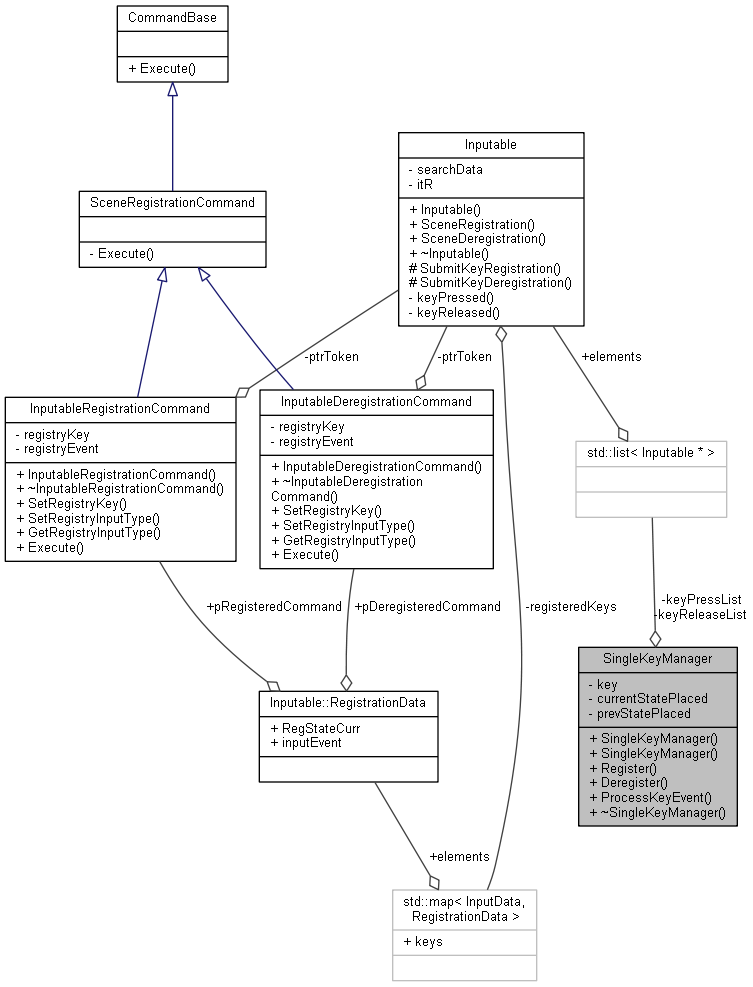 CommandBase
+ Execute()
Inputable
- searchData
- itR
+ Inputable()
+ SceneRegistration()
+ SceneDeregistration()
+ ~Inputable()
# SubmitKeyRegistration()
# SubmitKeyDeregistration()
- keyPressed()
- keyReleased()
SceneRegistrationCommand
- Execute()
-ptrToken
-ptrToken
+elements
InputableRegistrationCommand
- registryKey
- registryEvent
+ InputableRegistrationCommand()
+ ~InputableRegistrationCommand()
+ SetRegistryKey()
+ SetRegistryInputType()
+ GetRegistryInputType()
+ Execute()
InputableDeregistrationCommand
- registryKey
- registryEvent
+ InputableDeregistrationCommand()
+ ~InputableDeregistration
Command()
+ SetRegistryKey()
+ SetRegistryInputType()
+ GetRegistryInputType()
+ Execute()
std::list< Inputable * >
+pRegisteredCommand
+pDeregisteredCommand
-registeredKeys
-keyPressList
-keyReleaseList
SingleKeyManager
- key
- currentStatePlaced
- prevStatePlaced
+ SingleKeyManager()
+ SingleKeyManager()
+ Register()
+ Deregister()
+ ProcessKeyEvent()
+ ~SingleKeyManager()
Inputable::RegistrationData
+ RegStateCurr
+ inputEvent
+elements
std::map< InputData,
RegistrationData >
+ keys